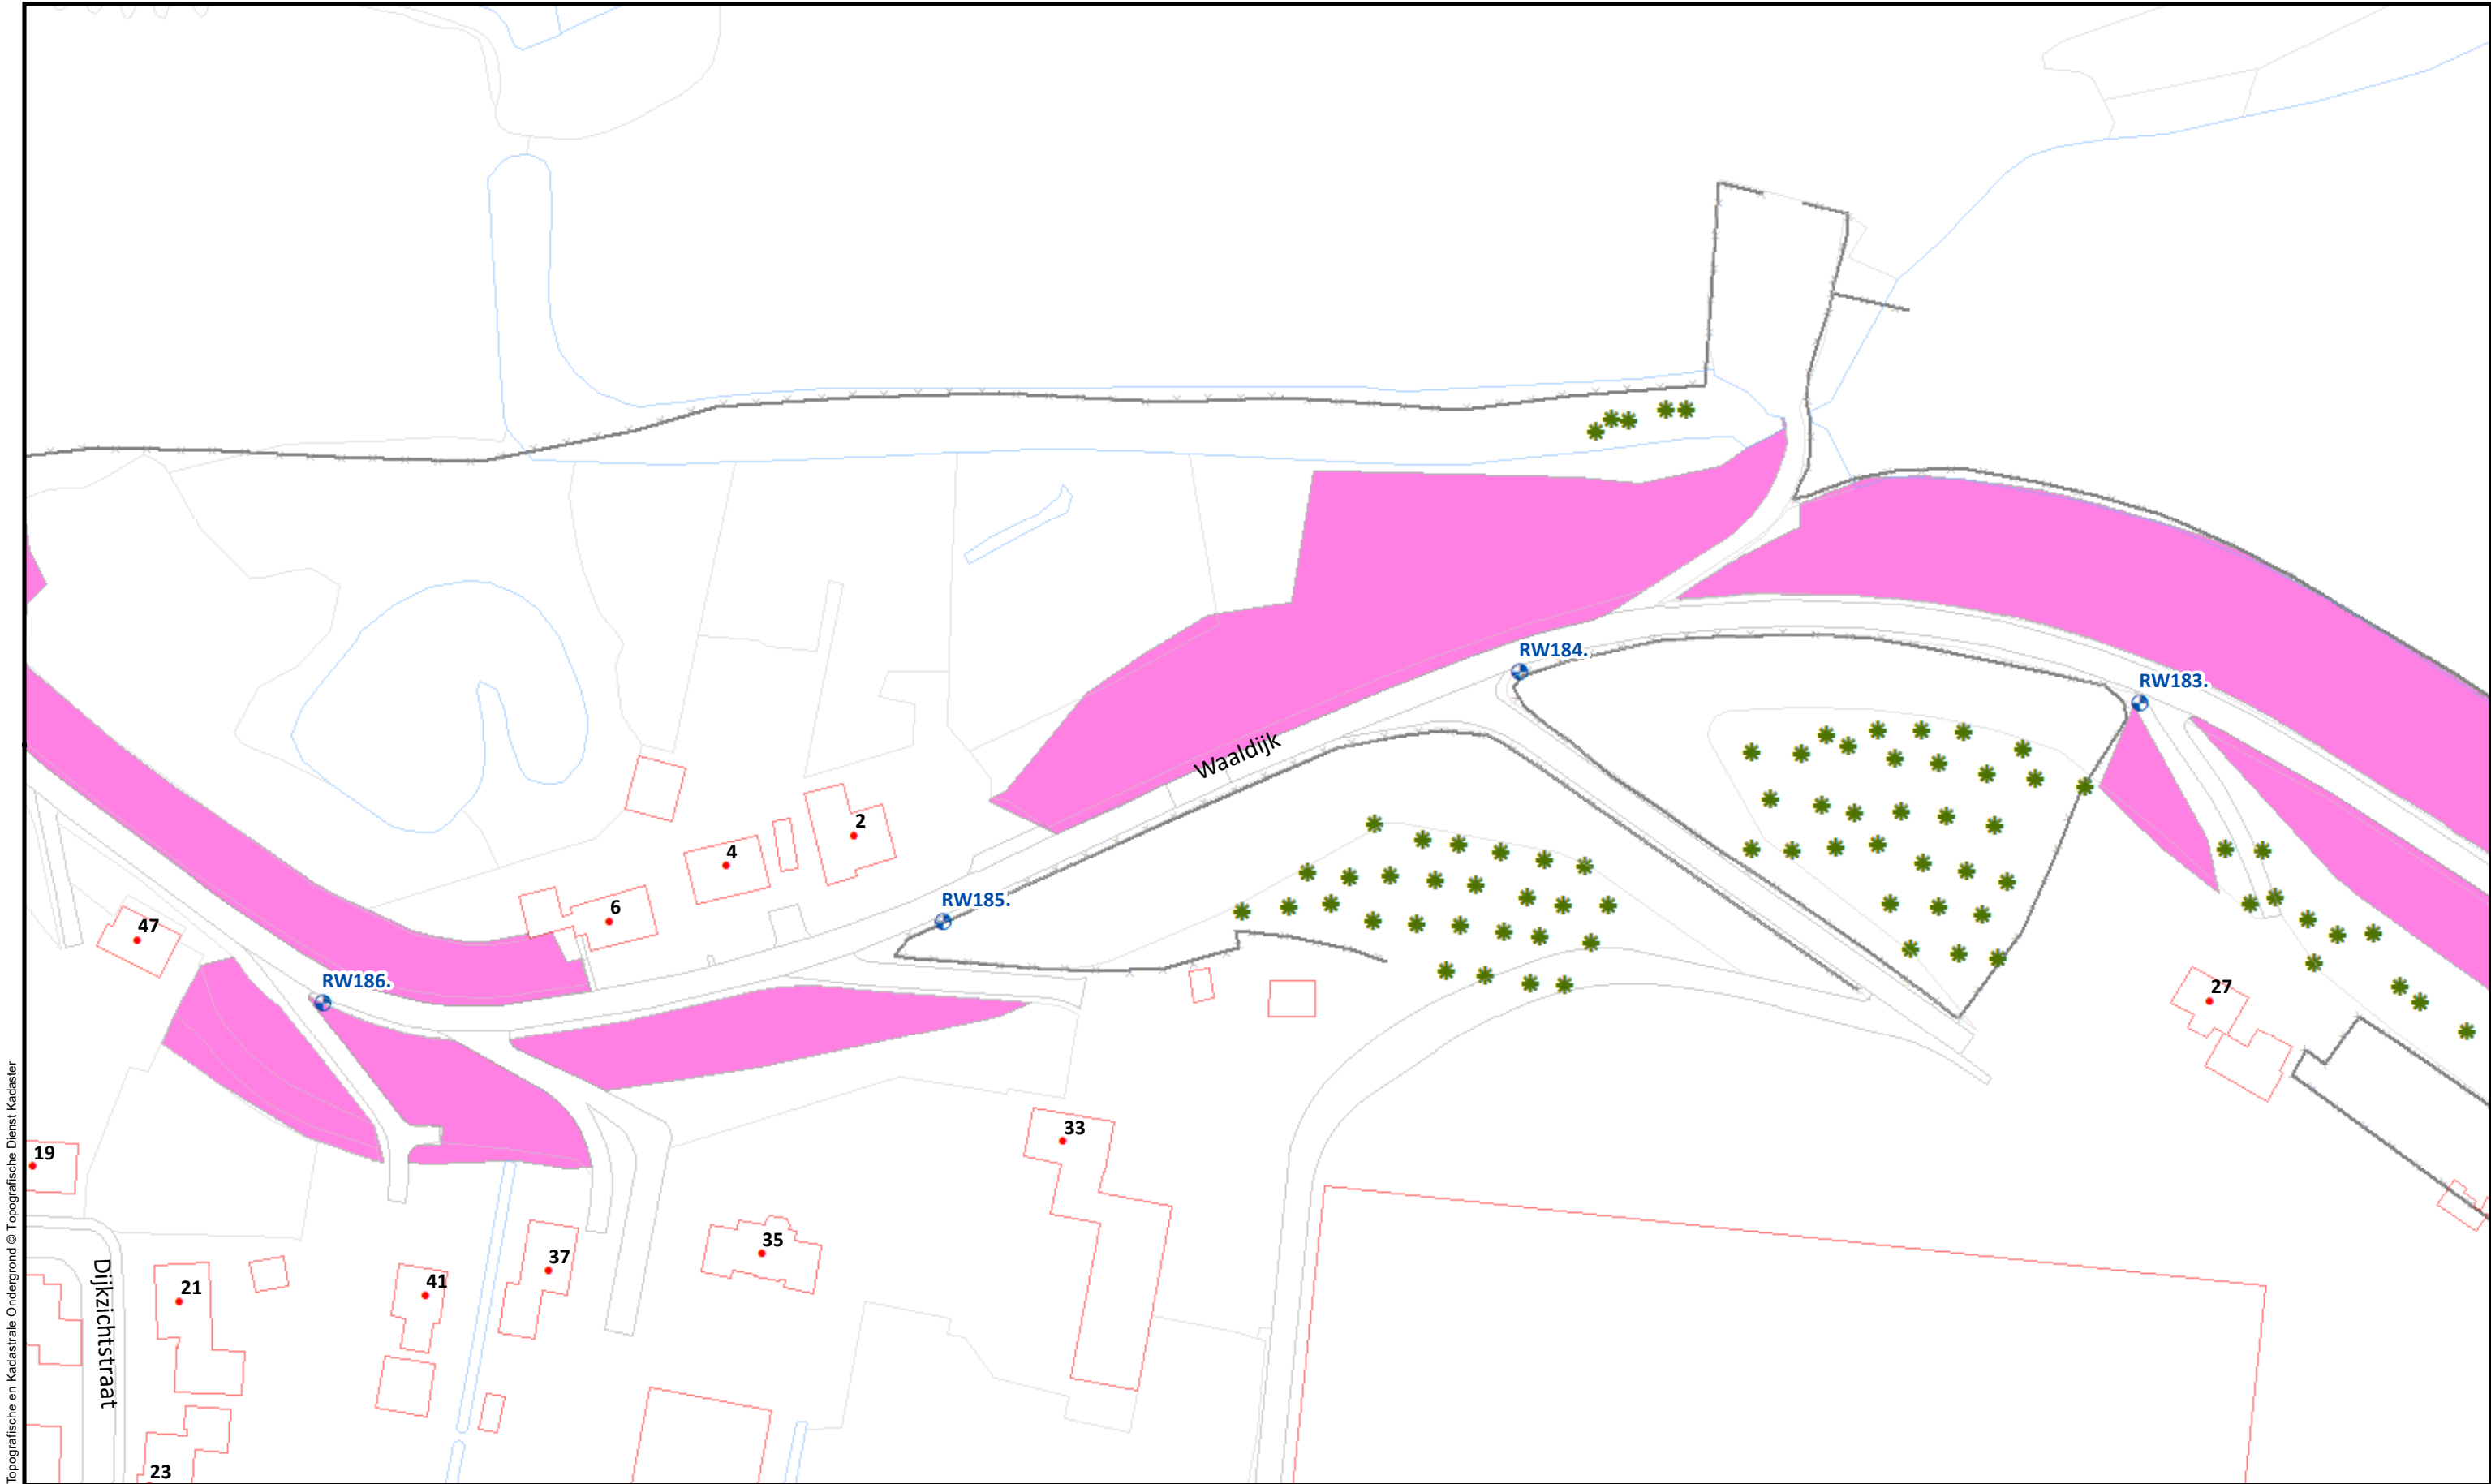 RW184.
RW183.
Waaldijk
2
4
6
RW185.
47
RW186.
27
33
19
35
37
41
21
Dijkzichtstraat
23
Topografische en Kadastrale Ondergrond © Topografische Dienst Kadaster